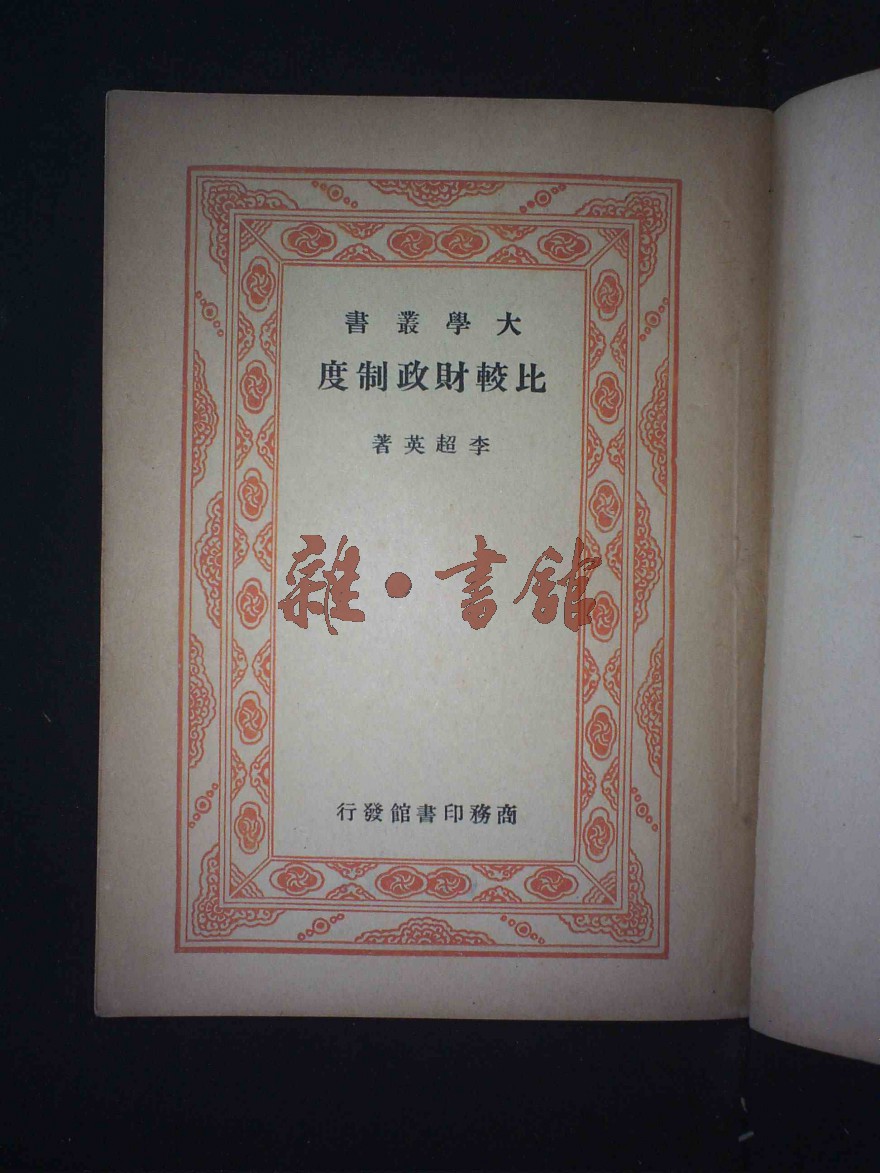 大學叢書
比較財政制度
李超英著
雜·書館
商務印書館發行